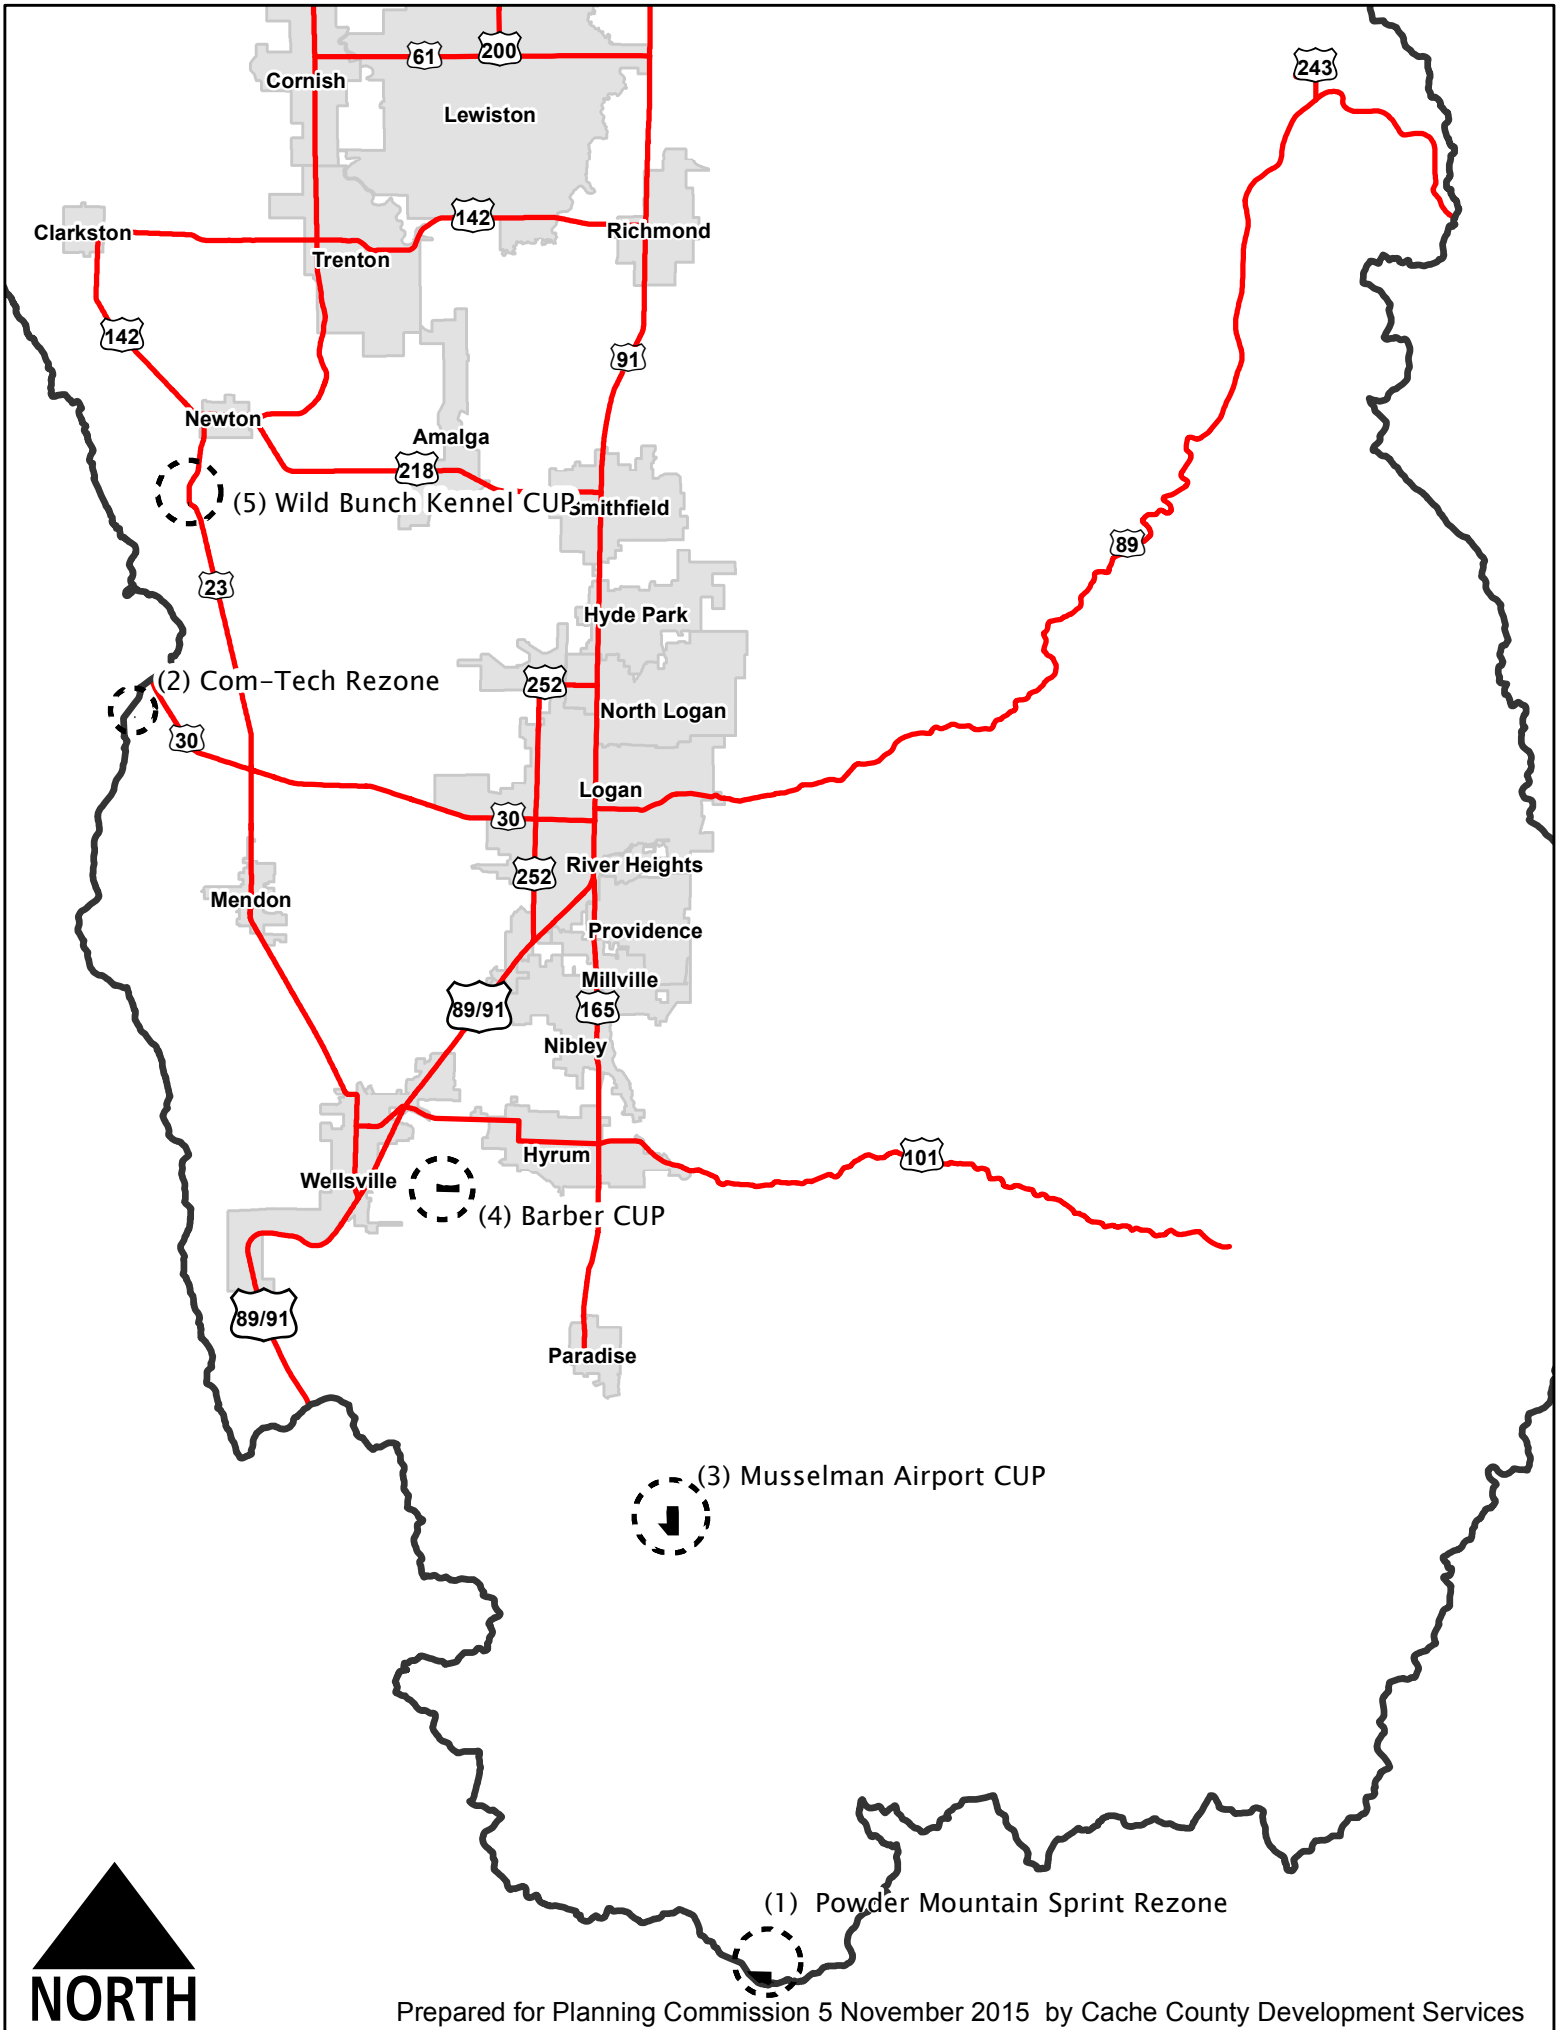 243
61
200
Cornish
Lewiston
142
Clarkston
Richmond
Trenton
142
91
Newton
Amalga
218
(5) Wild Bunch Kennel CUP
Smithfield
89
23
Hyde Park
(2) Com-Tech Rezone
252
North Logan
30
Logan
30
River Heights
252
Mendon
Providence
Millville
89/91
165
Nibley
Hyrum
101
Wellsville
(4) Barber CUP
89/91
Paradise
(3) Musselman Airport CUP
(1) Powder Mountain Sprint Rezone
NORTH
Prepared for Planning Commission 5 November 2015 by Cache County Development Services